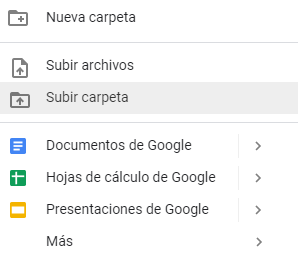 Nueva carpeta
Subir archivos
Subir carpeta
Documentos de Google
Hojas de cálculo de Google
Presentaciones de Google
Más